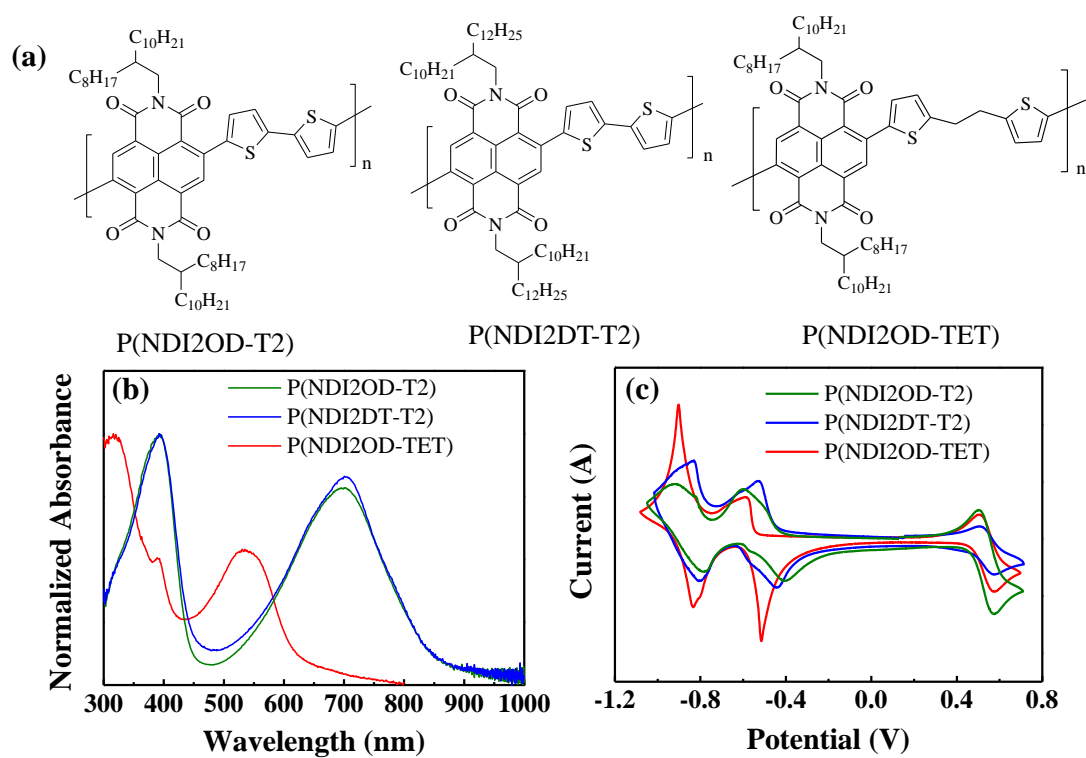 (a)
C10H21
C8H17
O
N
O
S
S
n
O
N
O
C8H17
C10H21
P(NDI2OD-T2)
C12H25
C10H21
O
N
O
S
S
n
O
N
O
C10H21
C12H25
P(NDI2DT-T2)
C10H21
C8H17
O
N
O
S
S
n
O
N
O
C8H17
C10H21
P(NDI2OD-TET)
(b)
P(NDI2OD-T2)
P(NDI2DT-T2)
P(NDI2OD-TET)
Normalized Absorbance
300 400 500 600 700 800 900 1000
Wavelength (nm)
(c)
P(NDI2OD-T2)
P(NDI2DT-T2)
P(NDI2OD-TET)
Current (A)
-1.2 -0.8 -0.4 0.0 0.4 0.8
Potential (V)